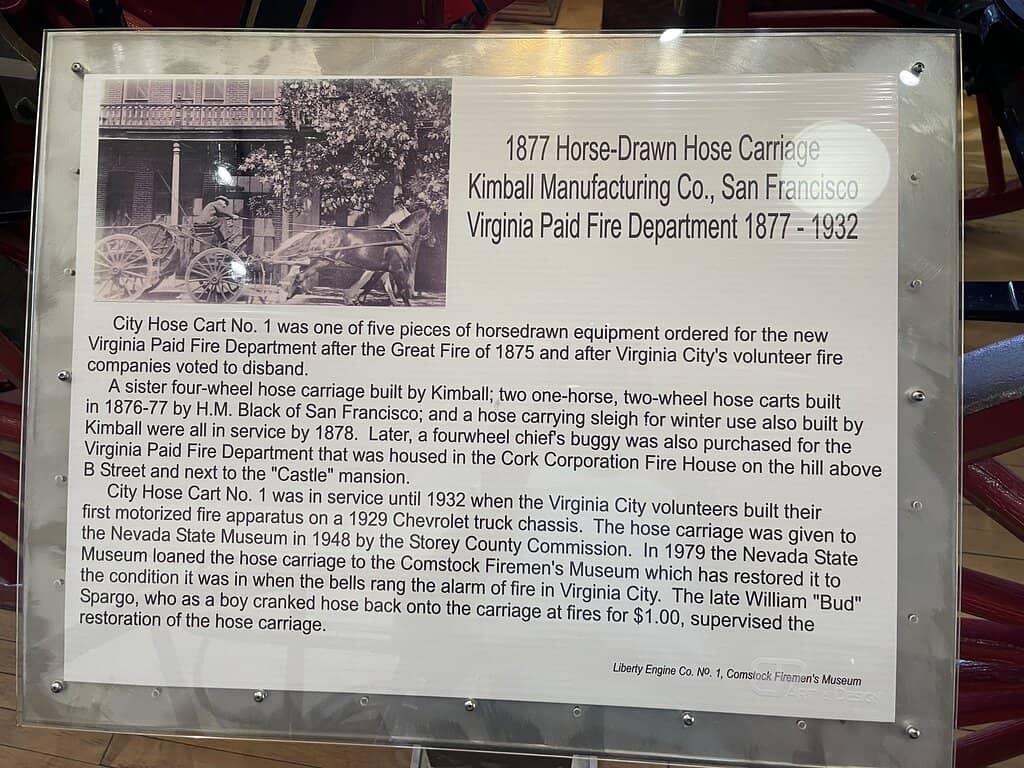 1877 Horse-Drawn Hose Carriage
Kimball Manufacturing Co., San Francisco
Virginia Paid Fire Department 1877 - 1932
City Hose Cart No. 1 was one of five pieces of horsedrawn equipment ordered for the new
Virginia Paid Fire Department after the Great Fire of 1875 and after Virginia City's volunteer fire
companies voted to disband.
A sister four-wheel hose carriage built by Kimball; two one-horse, two-wheel hose carts built
in 1876-77 by H.M. Black of San Francisco; and a hose carrying sleigh for winter use also built by
Kimball were all in service by 1878. Later, a fourwheel chief's buggy was also purchased for the
Virginia Paid Fire Department that was housed in the Cork Corporation Fire House on the hill above
B Street and next to the "Castle" mansion.
City Hose Cart No. 1 was in service until 1932 when the Virginia City volunteers built their
first motorized fire apparatus on a 1929 Chevrolet truck chassis. The hose carriage was given to
the Nevada State Museum in 1948 by the Storey County Commission. In 1979 the Nevada State
Museum loaned the hose carriage to the Comstock Firemen's Museum which has restored it to
the condition it was in when the bells rang the alarm of fire in Virginia City. The late William "Bud"
Spargo, who as a boy cranked hose back onto the carriage at fires for $1.00, supervised the
restoration of the hose carriage.
Liberty Engine Co. Nº. 1, Comstock Firemen's Museum